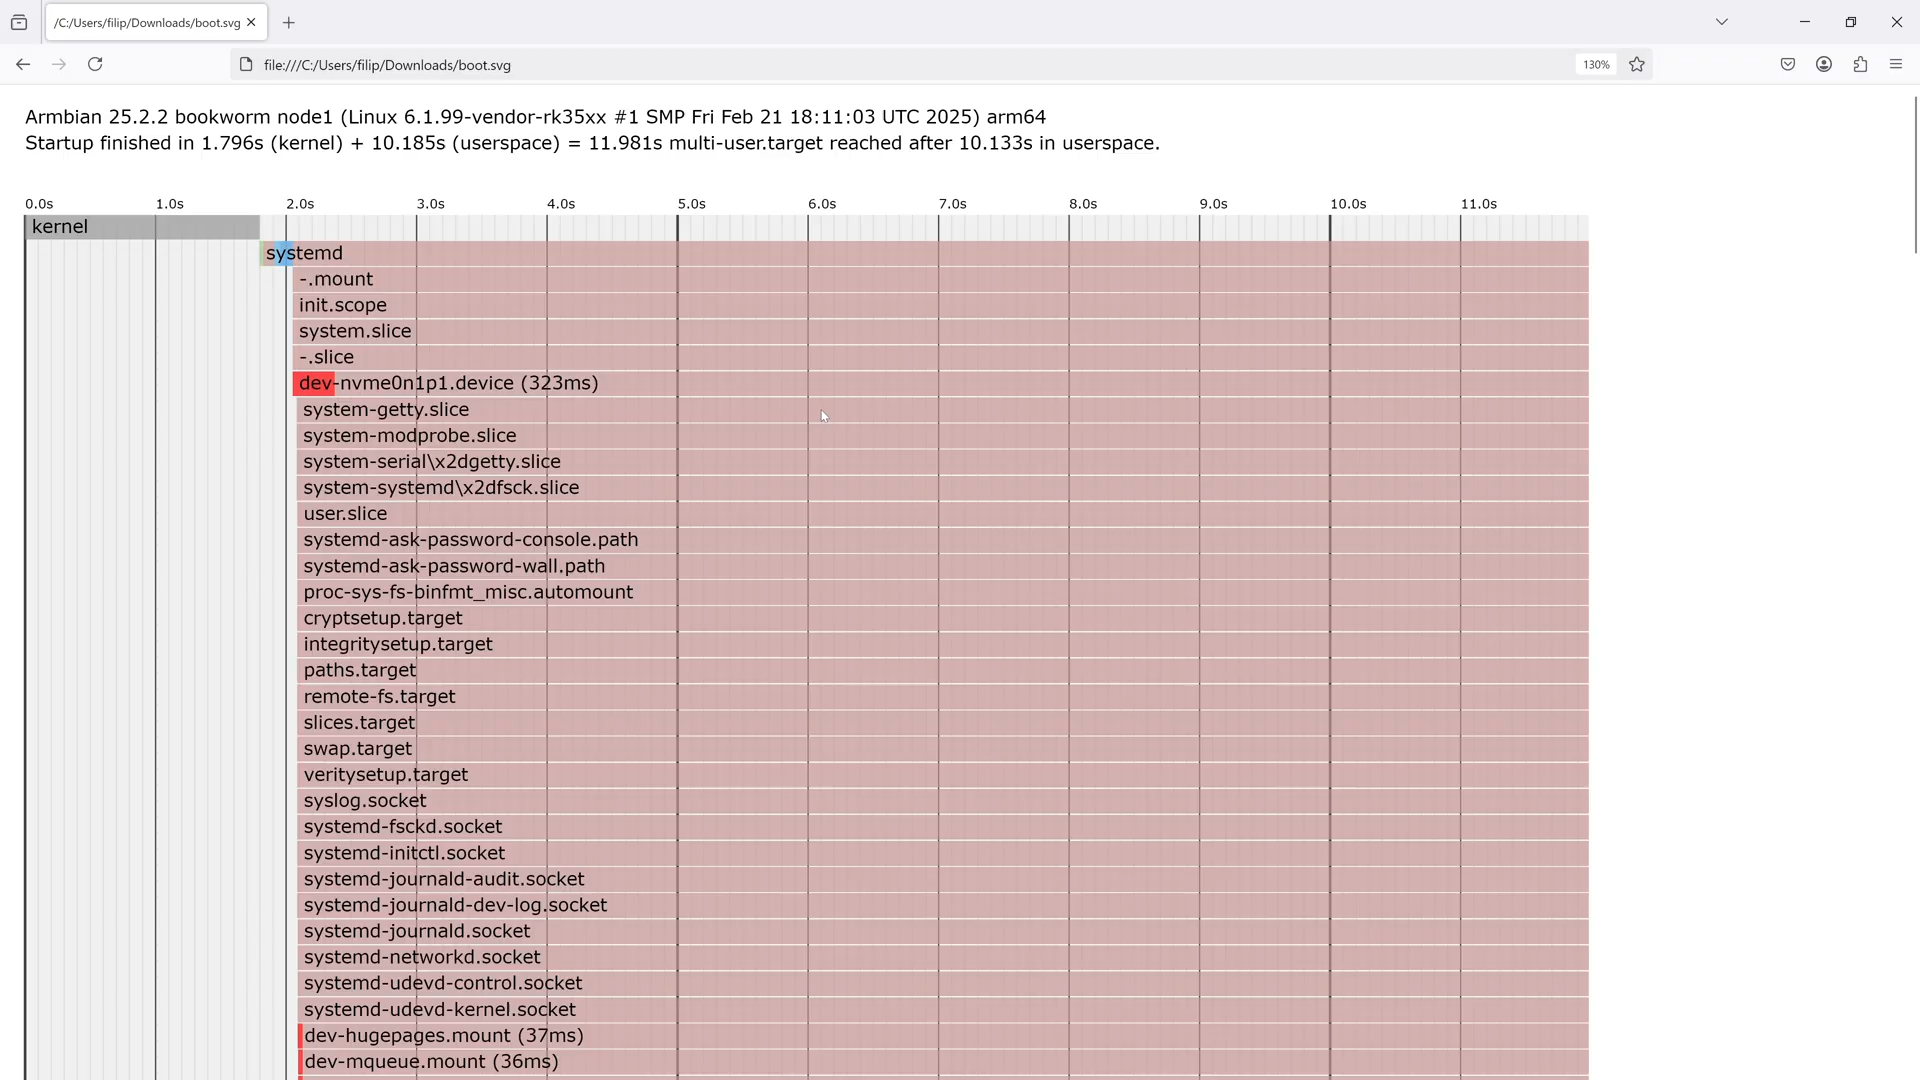 /C:/Users/filip/Downloads/boot.svg
file:///C:/Users/filip/Downloads/boot.svg
130%
Armbian 25.2.2 bookworm node1 (Linux 6.1.99-vendor-rk35xx #1 SMP Fri Feb 21 18:11:03 UTC 2025) arm64
Startup finished in 1.796s (kernel) + 10.185s (userspace) = 11.981s multi-user.target reached after 10.133s in userspace.
0.0s 1.0s 2.0s 3.0s 4.0s 5.0s 6.0s 7.0s 8.0s 9.0s 10.0s 11.0s
kernel
systemd
-.mount
init.scope
system.slice
-.slice
dev-nvme0n1p1.device (323ms)
system-getty.slice
system-modprobe.slice
system-serial\x2dgetty.slice
system-systemd\x2dfsck.slice
user.slice
systemd-ask-password-console.path
systemd-ask-password-wall.path
proc-sys-fs-binfmt_misc.automount
cryptsetup.target
integritysetup.target
paths.target
remote-fs.target
slices.target
swap.target
veritysetup.target
syslog.socket
systemd-fsckd.socket
systemd-initctl.socket
systemd-journald-audit.socket
systemd-journald-dev-log.socket
systemd-journald.socket
systemd-networkd.socket
systemd-udevd-control.socket
systemd-udevd-kernel.socket
dev-hugepages.mount (37ms)
dev-mqueue.mount (36ms)